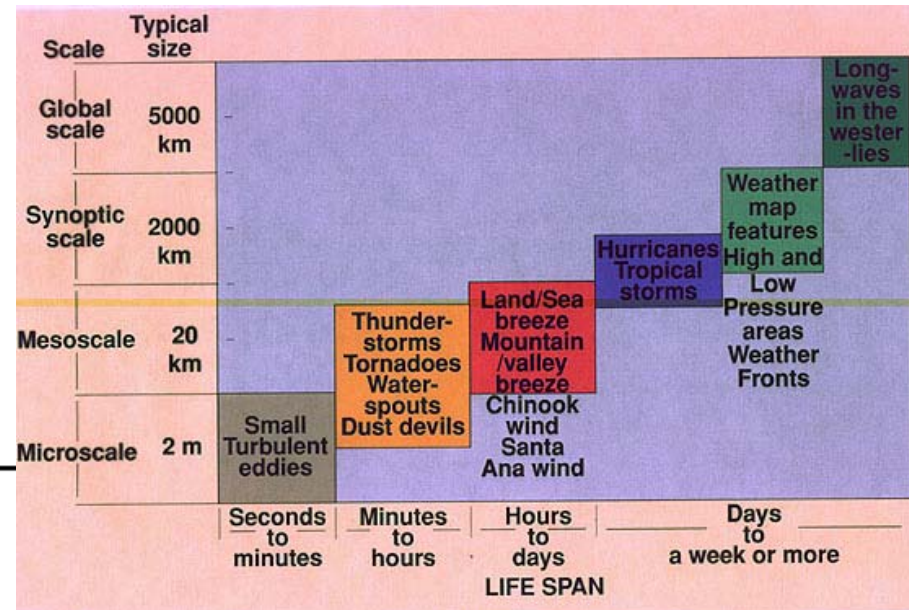 Scale
Typical
size
Global
scale
5000
km
Synoptic
scale
2000
km
Mesoscale
20
km
Microscale
2 m
Small
Turbulent
eddies
Thunder-
storms
Tornadoes
Water-
spouts
Dust devils
Land/Sea
breeze
Mountain
/valley
breeze
Chinook
wind
Santa
Ana wind
Hurricanes
Tropical
storms
Weather
map
features
High and
Low
Pressure
areas
Weather
Fronts
Long-
waves
in the
wester
-lies
Seconds
to
minutes
Minutes
to
hours
Hours
to
days
Days
to
a week or more
LIFE SPAN